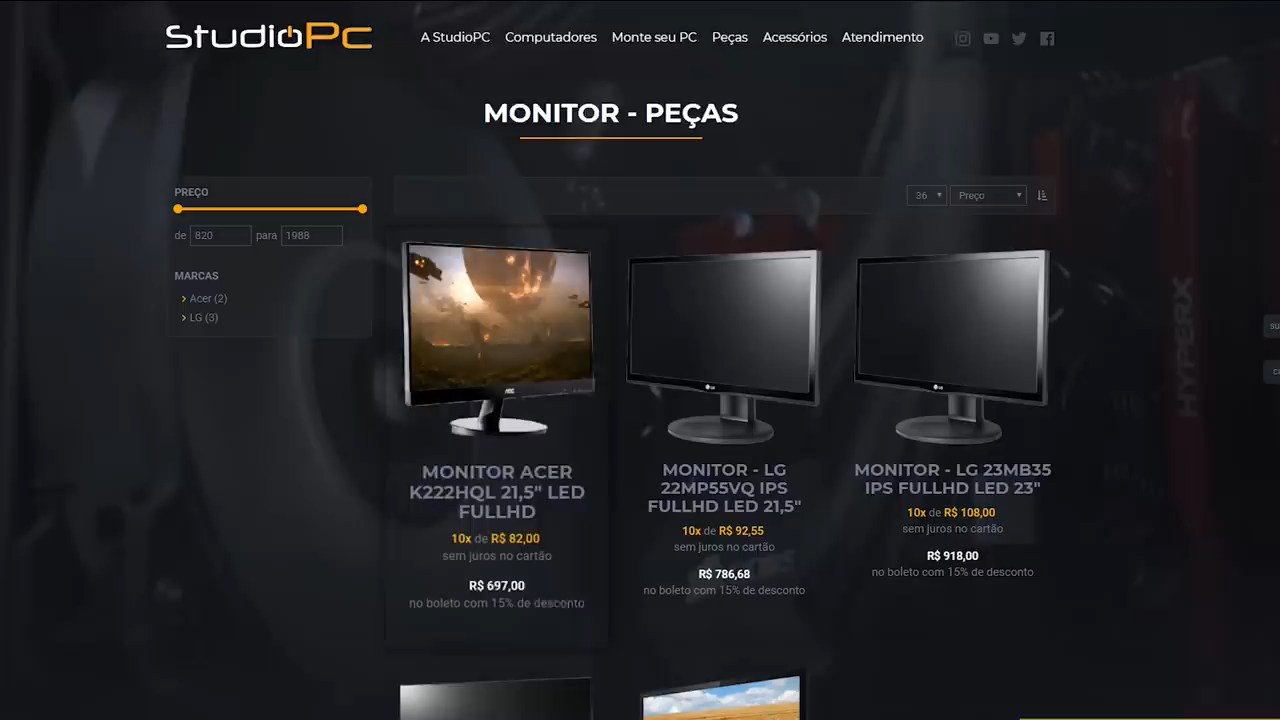 StudioPc
A StudioPC Computadores Monte seu PC Peças Acessórios Atendimento
MONITOR - PEÇAS
PREÇO
de 820 para 1988
MARCAS
Acer (2)
LG (3)
36 Preço
MONITOR ACER
K222HQL 21,5" LED
FULLHD
10x de R$ 82,00
sem juros no cartão
R$ 697,00
no boleto com 15% de desconto
MONITOR - LG
22MP55VQ IPS
FULLHD LED 21,5"
10x de R$ 92,55
sem juros no cartão
R$ 786,68
no boleto com 15% de desconto
MONITOR - LG 23MB35
IPS FULLHD LED 23"
10x de R$ 108,00
sem juros no cartão
R$ 918,00
no boleto com 15% de desconto
HYPERX
AOC
LG
LG